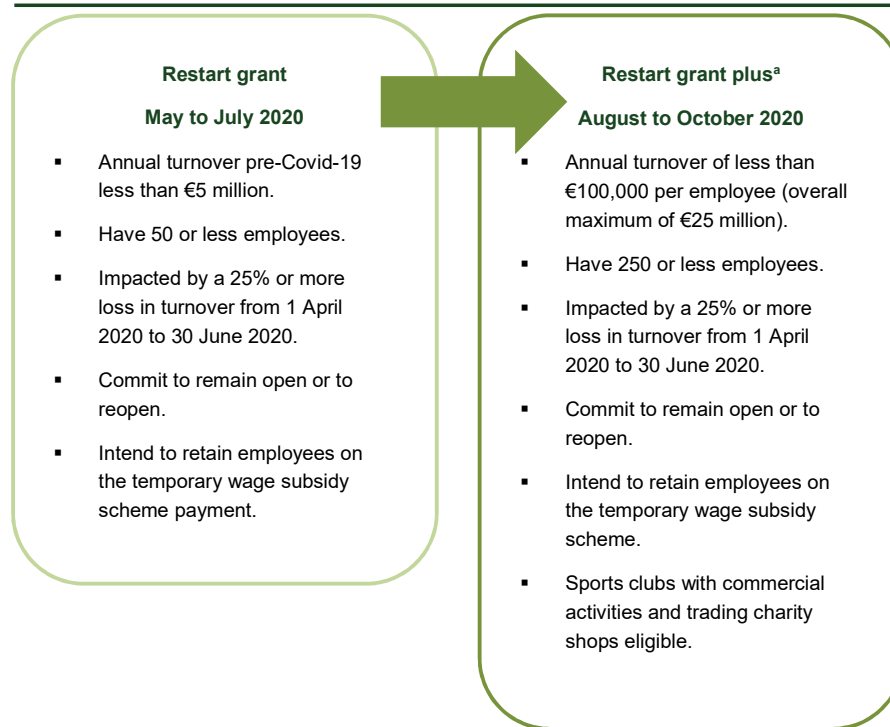 Restart grant
May to July 2020
▪ Annual turnover pre-Covid-19
less than €5 million.
▪ Have 50 or less employees.
▪ Impacted by a 25% or more
loss in turnover from 1 April
2020 to 30 June 2020.
▪ Commit to remain open or to
reopen.
▪ Intend to retain employees on
the temporary wage subsidy
scheme payment.
Restart grant plusᵃ
August to October 2020
▪ Annual turnover of less than
€100,000 per employee (overall
maximum of €25 million).
▪ Have 250 or less employees.
▪ Impacted by a 25% or more
loss in turnover from 1 April
2020 to 30 June 2020.
▪ Commit to remain open or to
reopen.
▪ Intend to retain employees on
the temporary wage subsidy
scheme.
▪ Sports clubs with commercial
activities and trading charity
shops eligible.